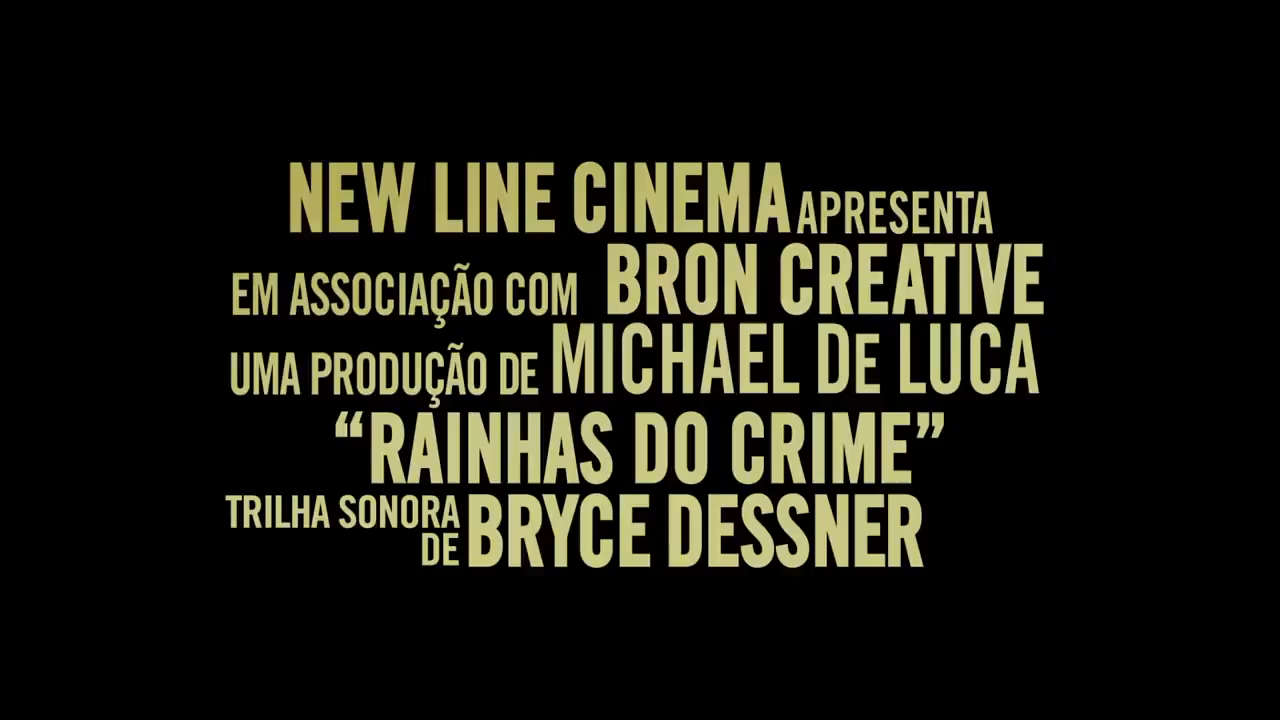 NEW LINE CINEMA APRESENTA
EM ASSOCIAÇÃO COM BRON CREATIVE
UMA PRODUÇÃO DE MICHAEL DE LUCA
“RAINHAS DO CRIME”
TRILHA SONORA DE BRYCE DESSNER